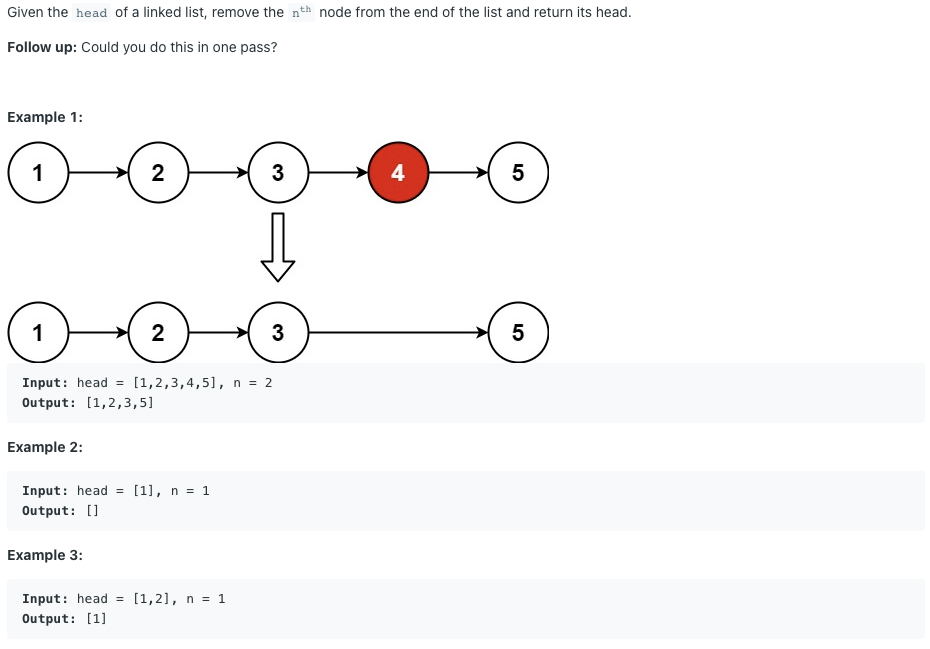 Given the head of a linked list, remove the nth node from the end of the list and return its head.
Follow up: Could you do this in one pass?
Example 1:
1 2 3 4 5
1 2 3 5
Input: head = [1,2,3,4,5], n = 2
Output: [1,2,3,5]
Example 2:
Input: head = [1], n = 1
Output: []
Example 3:
Input: head = [1,2], n = 1
Output: [1]